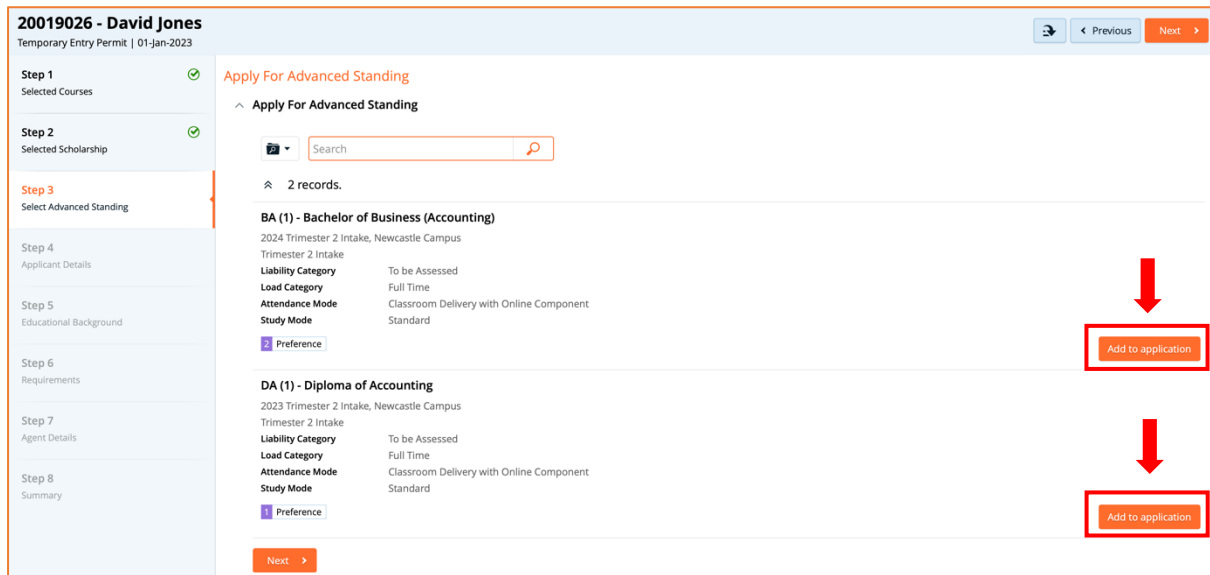 20019026 - David Jones
Temporary Entry Permit | 01-Jan-2023
Previous
Next
Step 1
Selected Courses
Step 2
Selected Scholarship
Step 3
Select Advanced Standing
Step 4
Applicant Details
Step 5
Educational Background
Step 6
Requirements
Step 7
Agent Details
Step 8
Summary
Apply For Advanced Standing
Apply For Advanced Standing
Search
2 records.
BA (1) - Bachelor of Business (Accounting)
2024 Trimester 2 Intake, Newcastle Campus
Trimester 2 Intake
Liability Category To be Assessed
Load Category Full Time
Attendance Mode Classroom Delivery with Online Component
Study Mode Standard
2 Preference
Add to application
DA (1) - Diploma of Accounting
2023 Trimester 2 Intake, Newcastle Campus
Trimester 2 Intake
Liability Category To be Assessed
Load Category Full Time
Attendance Mode Classroom Delivery with Online Component
Study Mode Standard
1 Preference
Add to application
Next